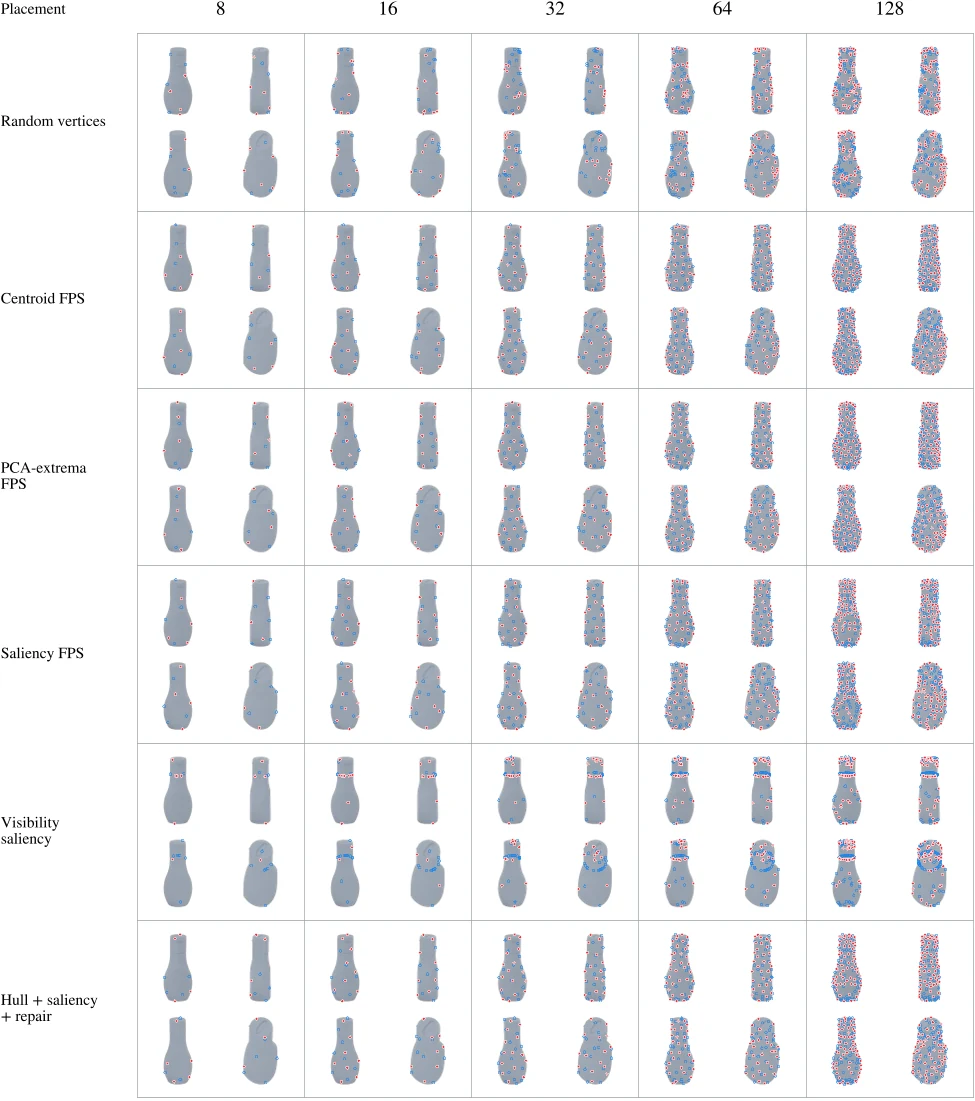 Placement 8 16 32 64 128
Random vertices
Centroid FPS
PCA-extrema
FPS
Saliency FPS
Visibility
saliency
Hull + saliency
+ repair